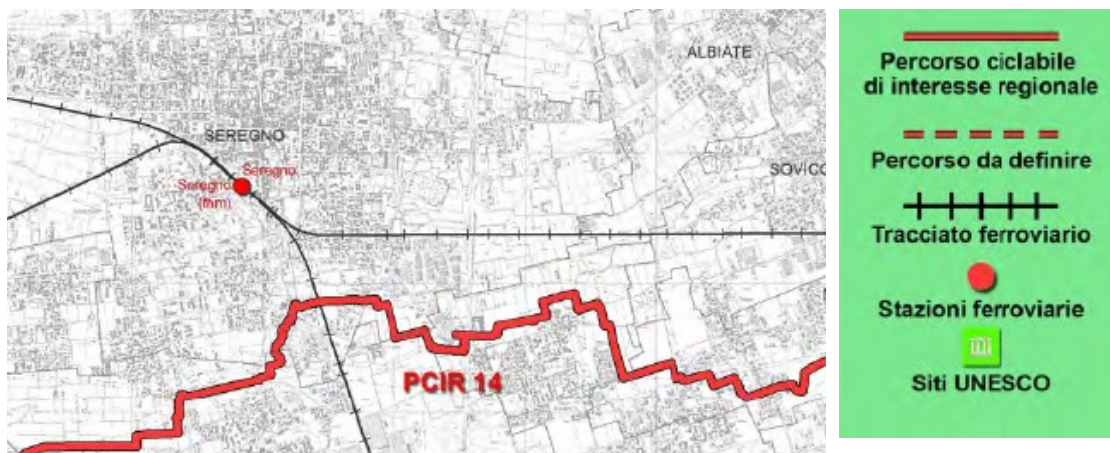 ALBIATE
SEREGNO
Seregno
Seregno
(fnm)
SOVICO
PCIR 14
Percorso ciclabile
di interesse regionale
Percorso da definire
Tracciato ferroviario
Stazioni ferroviarie
Siti UNESCO